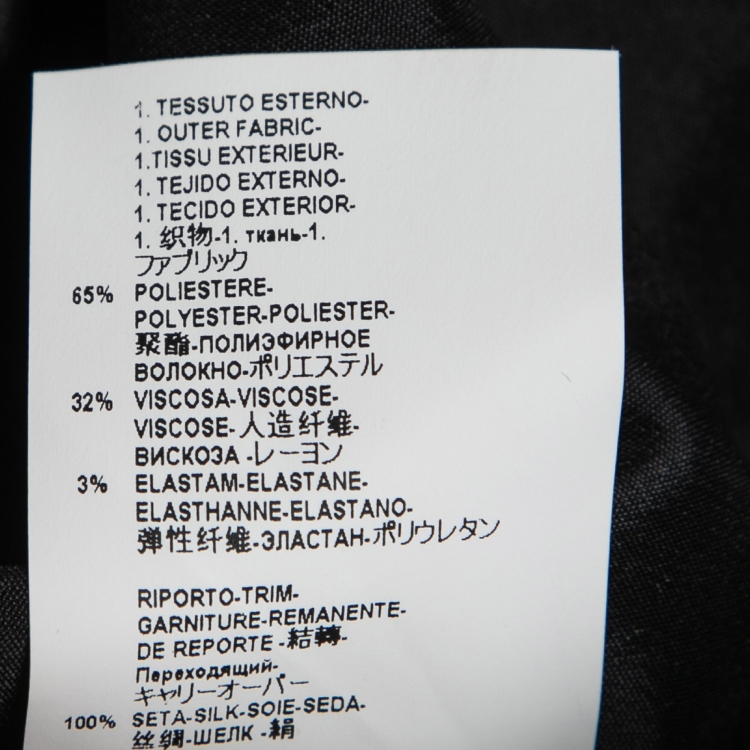 1. TESSUTO ESTERNO-
1. OUTER FABRIC-
1.TISSU EXTERIEUR-
1. TEJIDO EXTERNO-
1. TECIDO EXTERIOR-
1. 织物-1. ткань-1.
ファブリック
65% POLIESTERE-
POLYESTER-POLIESTER-
聚酯-ПОЛИЭФИРНОЕ
ВОЛОКНО-ポリエステル
32% VISCOSA-VISCOSE-
VISCOSE-人造纤维-
ВИСКОЗА -レーヨン
3% ELASTAM-ELASTANE-
ELASTHANNE-ELASTANO-
弹性纤维-ЭЛАСТАН-ポリウレタン
RIPORTO-TRIM-
GARNITURE-REMANENTE-
DE REPORTE -結轉-
Переходящий-
キャリーオーバー
100% SETA-SILK-SOIE-SEDA-
丝绸-ШЕЛК -絹